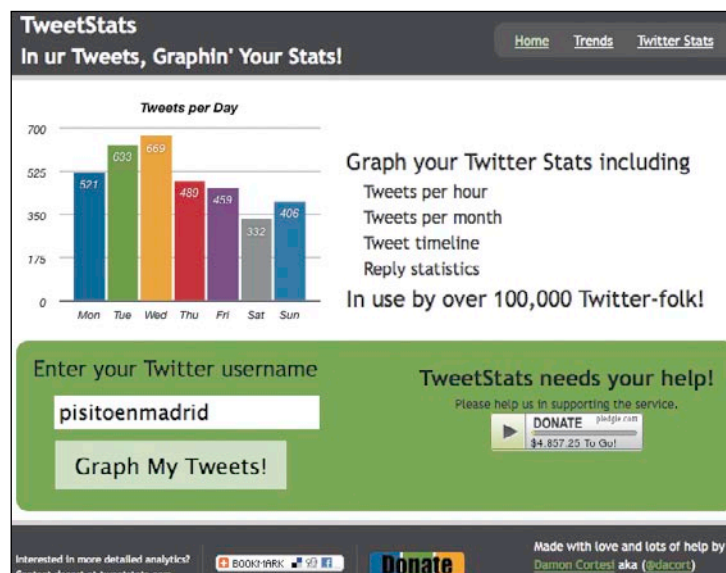 TweetStats
In ur Tweets, Graphin' Your Stats!
Home Trends Twitter Stats
Tweets per Day
700
525
350
175
0
521
633
669
489
459
332
406
Mon Tue Wed Thu Fri Sat Sun
Graph your Twitter Stats including
Tweets per hour
Tweets per month
Tweet timeline
Reply statistics
In use by over 100,000 Twitter-folk!
Enter your Twitter username
pisitoenmadrid
Graph My Tweets!
TweetStats needs your help!
Please help us in supporting the service.
DONATE pledgie.com
$4,857.25 To Go!
Interested in more detailed analytics?
BOOKMARK
Donate
Made with love and lots of help by
Damon Cortesi aka (@dacort)